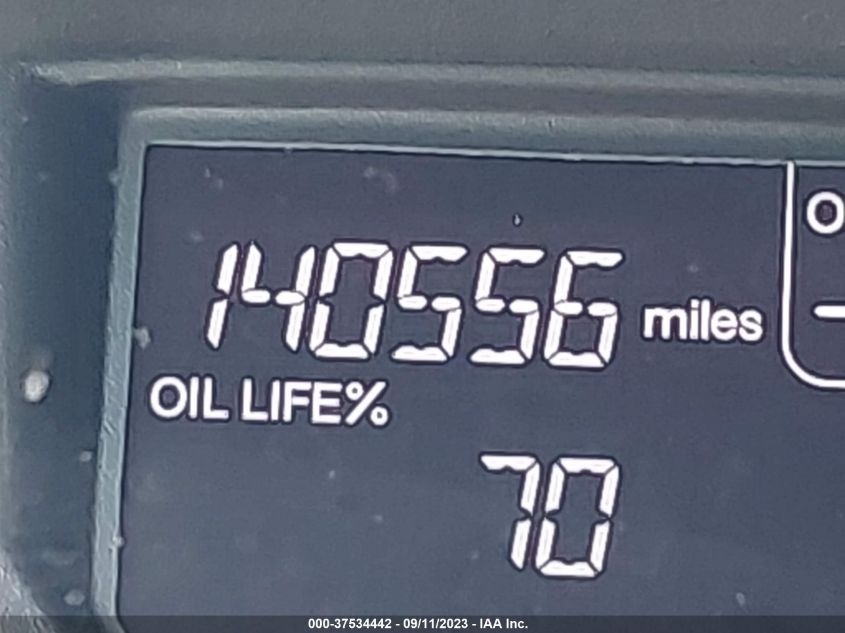 140556 miles
OIL LIFE%
70
000-37534442 - 09/11/2023 - IAA Inc.